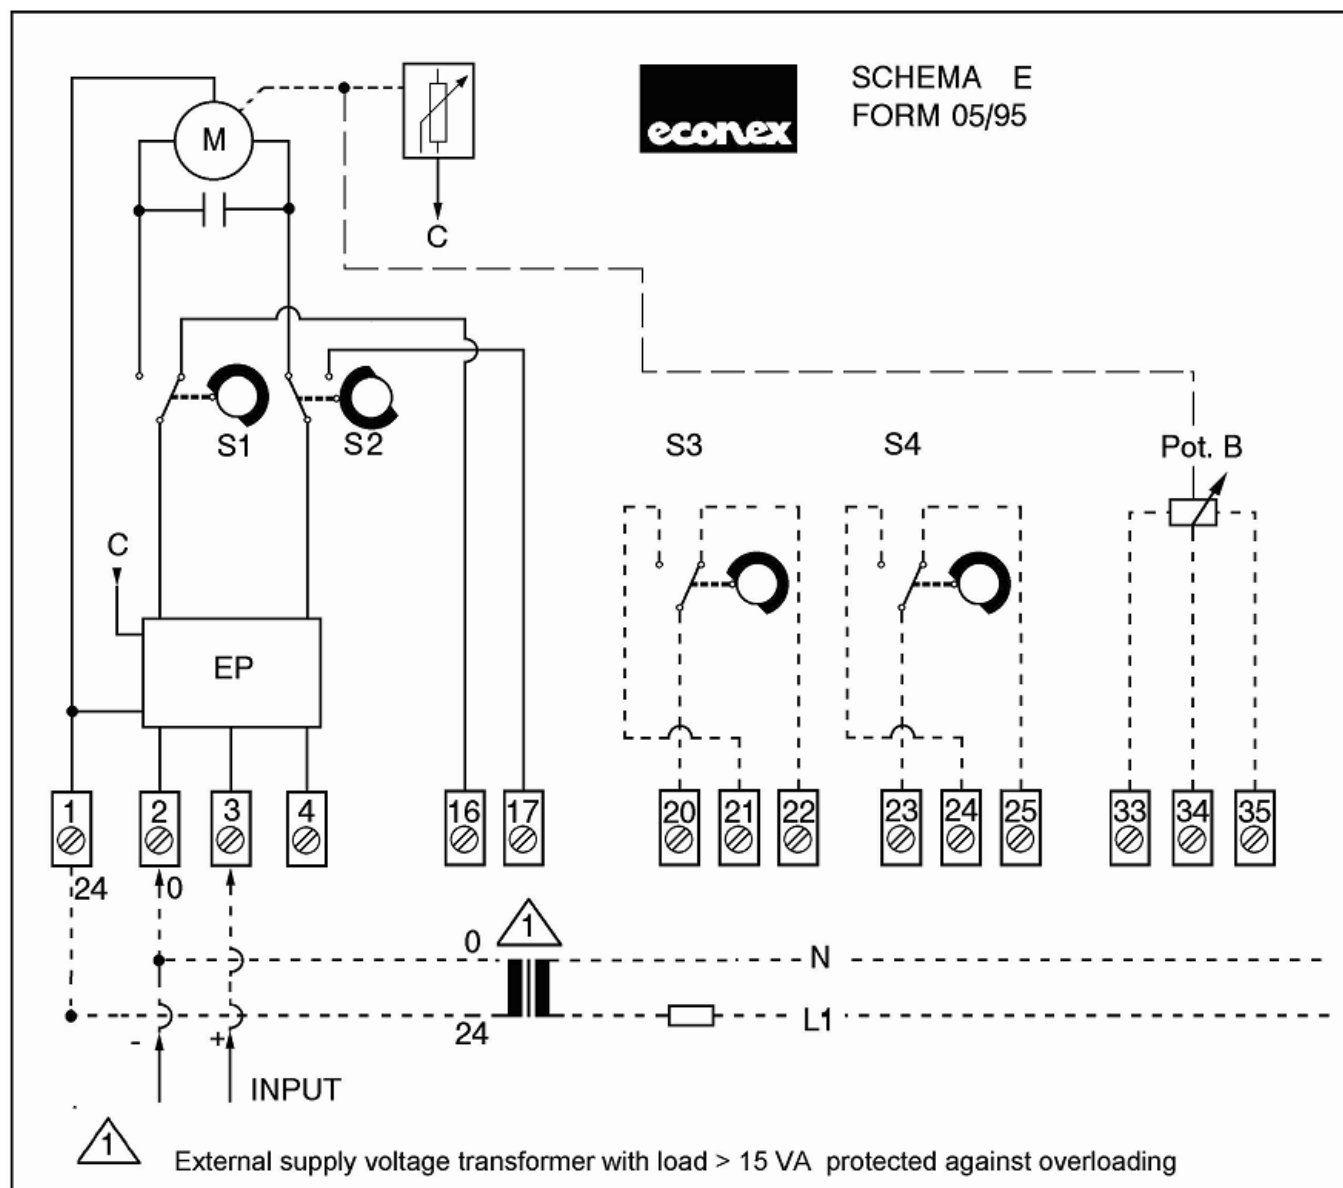 SCHEMA E
FORM 05/95
econex
M
C
S1
S2
S3
S4
Pot. B
C
EP
1 2 3 4 16 17 20 21 22 23 24 25 33 34 35
24 0
0 1 N
24 L1
- + INPUT
1 External supply voltage transformer with load > 15 VA protected against overloading